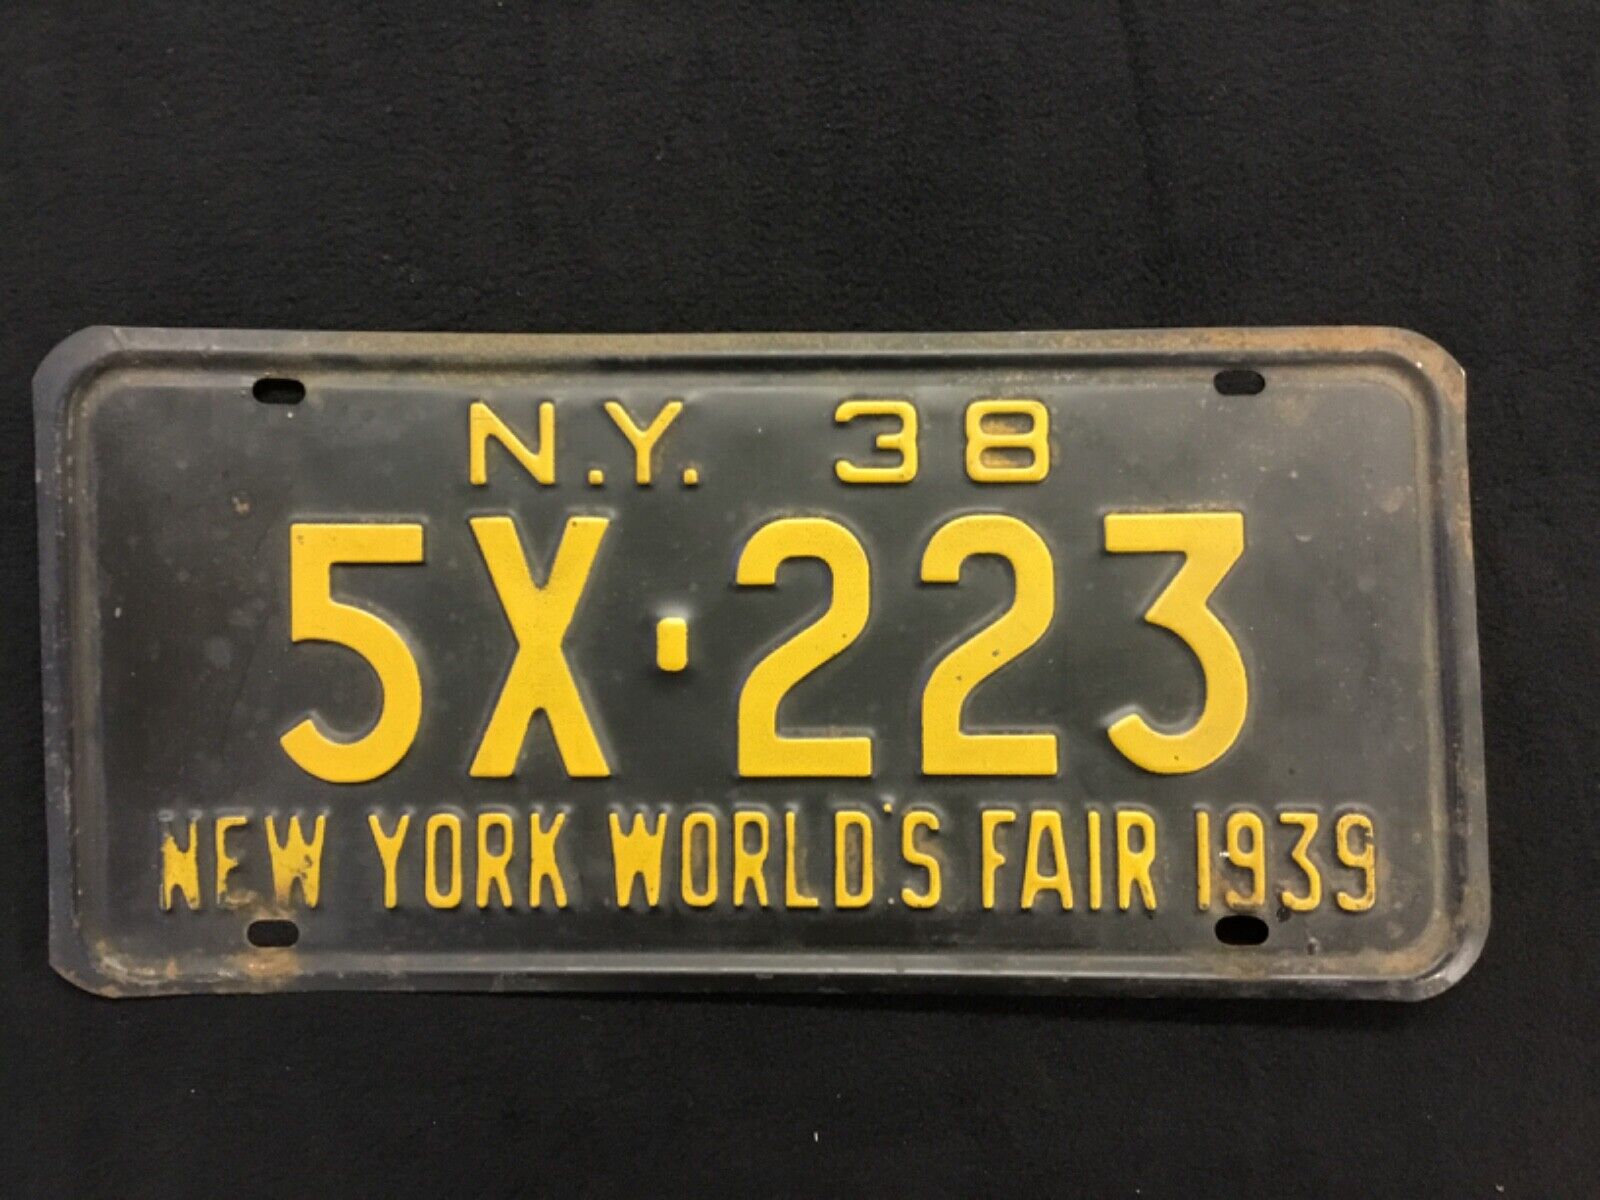 N.Y. 38
5X-223
NEW YORK WORLD'S FAIR 1939